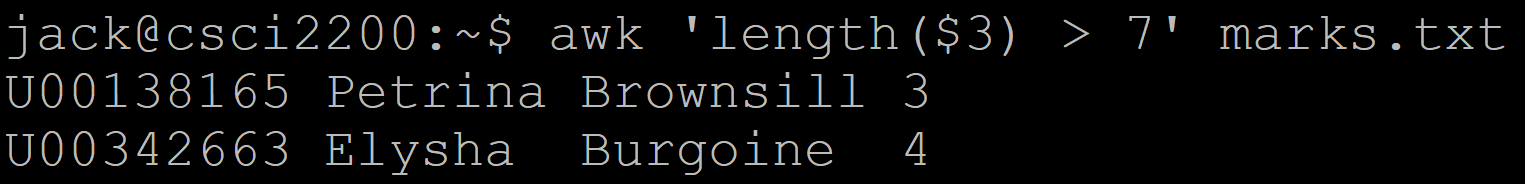 jack@csci2200:~$ awk 'length($3) > 7' marks.txt
U00138165 Petrina Brownsill 3
U00342663 Elysha  Burgoine  4